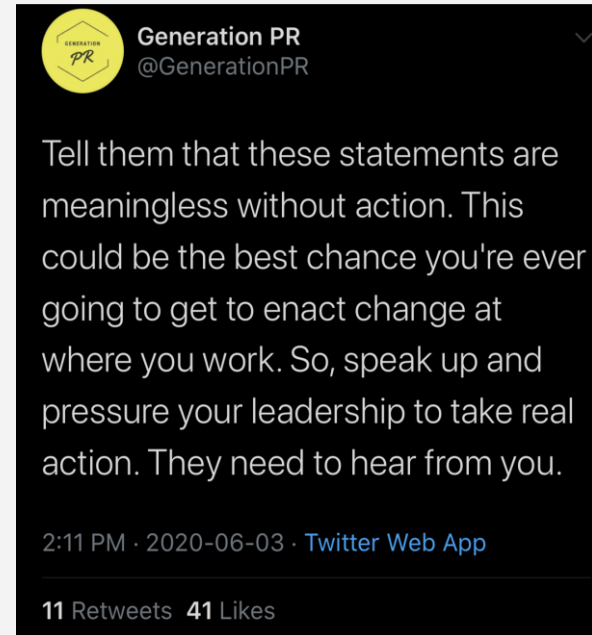 GENERATION
PR
Generation PR
@GenerationPR
Tell them that these statements are
meaningless without action. This
could be the best chance you're ever
going to get to enact change at
where you work. So, speak up and
pressure your leadership to take real
action. They need to hear from you.
2:11 PM · 2020-06-03 · Twitter Web App
11 Retweets 41 Likes